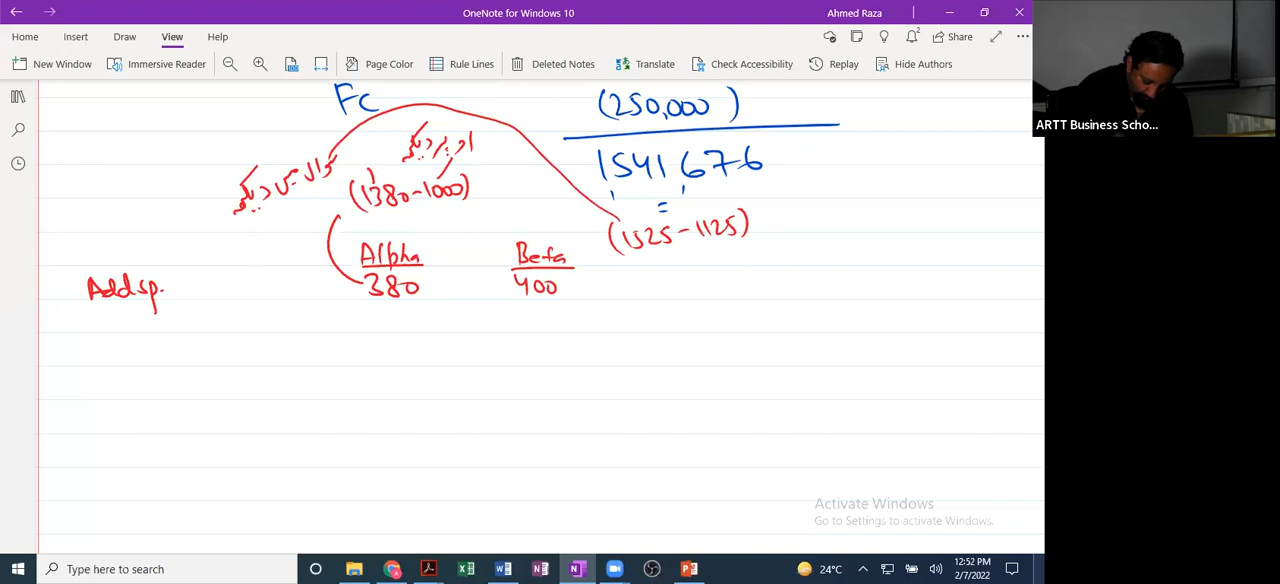 OneNote for Windows 10
Ahmed Raza
Home Insert Draw View Help
Share
New Window Immersive Reader Page Color Rule Lines Deleted Notes Translate Check Accessibility Replay Hide Authors
FC (250,000)
1541676
=
(1380-1000)
(1525-1125)
Alpha Beta
Add sp. 380 400
ARTT Business Scho...
Activate Windows
Go to Settings to activate Windows.
Type here to search
24°C
12:52 PM
2/7/2022